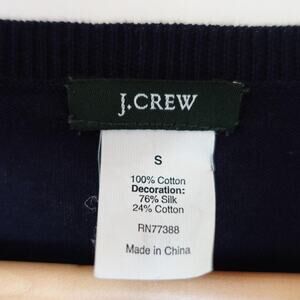 J.CREW
S
100% Cotton
Decoration:
76% Silk
24% Cotton
RN77388
Made in China